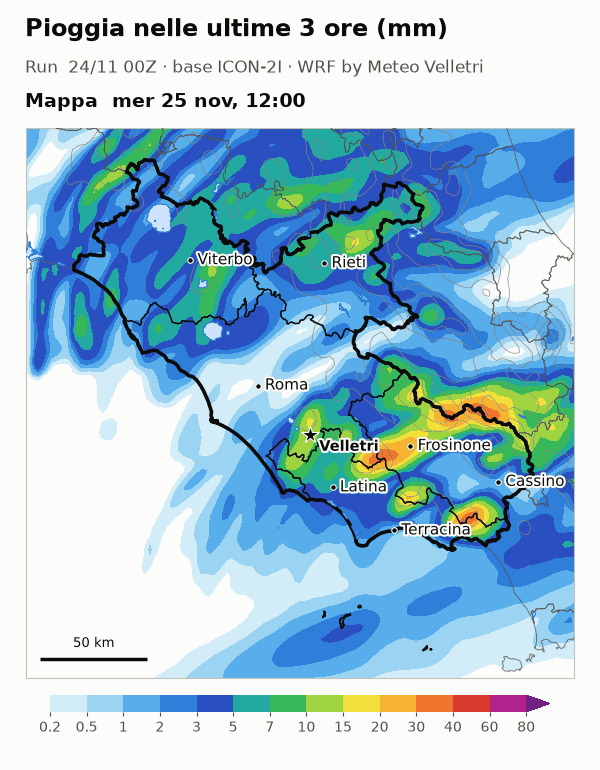 Pioggia nelle ultime 3 ore (mm)
Run  24/11 00Z · base ICON-2I · WRF by Meteo Velletri
Mappa  mer 25 nov, 12:00
Viterbo
Rieti
Roma
Velletri
Frosinone
Latina
Cassino
Terracina
50 km
0.2 0.5 1 2 3 5 7 10 15 20 30 40 60 80